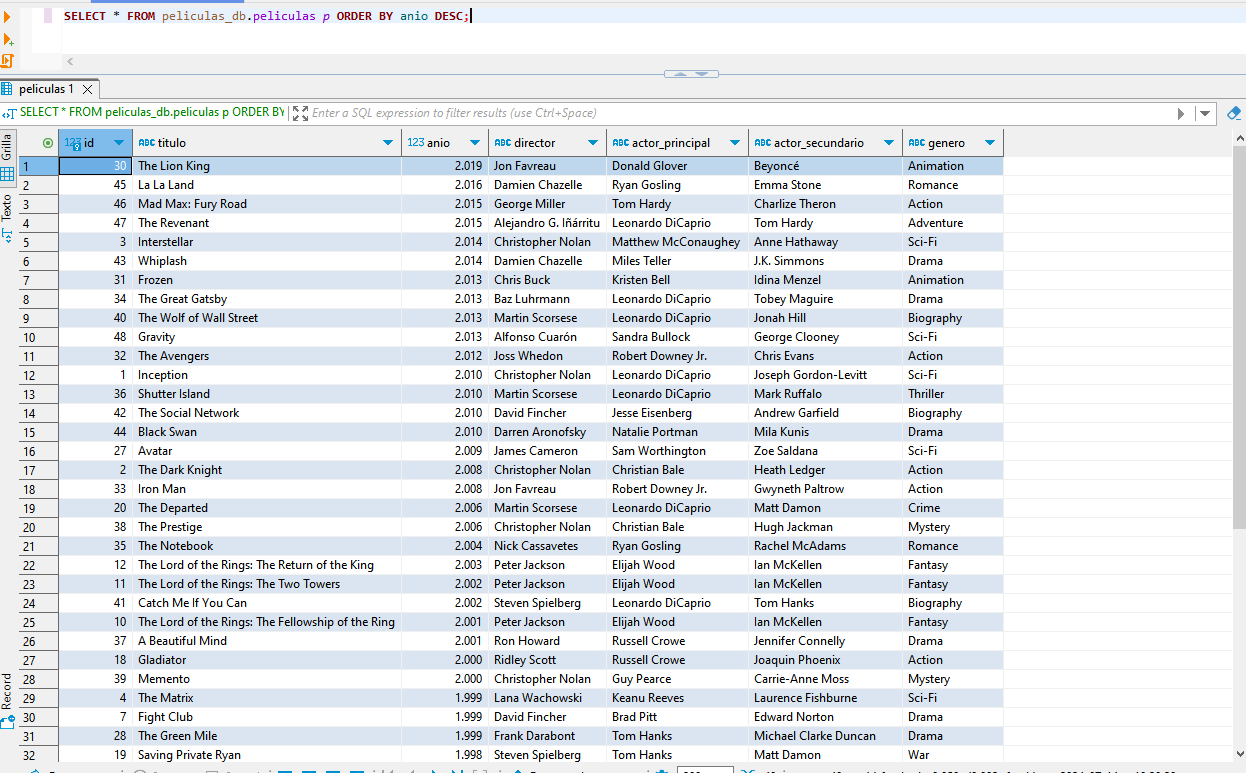 SELECT * FROM peliculas_db.peliculas p ORDER BY anio DESC;
peliculas 1
SELECT * FROM peliculas_db.peliculas p ORDER BY
Enter a SQL expression to filter results (use Ctrl+Space)
Grilla
Texto
Record
123 id ABC titulo 123 anio ABC director ABC actor_principal ABC actor_secundario ABC genero
1 30 The Lion King 2.019 Jon Favreau Donald Glover Beyoncé Animation
2 45 La La Land 2.016 Damien Chazelle Ryan Gosling Emma Stone Romance
3 46 Mad Max: Fury Road 2.015 George Miller Tom Hardy Charlize Theron Action
4 47 The Revenant 2.015 Alejandro G. Iñárritu Leonardo DiCaprio Tom Hardy Adventure
5 3 Interstellar 2.014 Christopher Nolan Matthew McConaughey Anne Hathaway Sci-Fi
6 43 Whiplash 2.014 Damien Chazelle Miles Teller J.K. Simmons Drama
7 31 Frozen 2.013 Chris Buck Kristen Bell Idina Menzel Animation
8 34 The Great Gatsby 2.013 Baz Luhrmann Leonardo DiCaprio Tobey Maguire Drama
9 40 The Wolf of Wall Street 2.013 Martin Scorsese Leonardo DiCaprio Jonah Hill Biography
10 48 Gravity 2.013 Alfonso Cuarón Sandra Bullock George Clooney Sci-Fi
11 32 The Avengers 2.012 Joss Whedon Robert Downey Jr. Chris Evans Action
12 1 Inception 2.010 Christopher Nolan Leonardo DiCaprio Joseph Gordon-Levitt Sci-Fi
13 36 Shutter Island 2.010 Martin Scorsese Leonardo DiCaprio Mark Ruffalo Thriller
14 42 The Social Network 2.010 David Fincher Jesse Eisenberg Andrew Garfield Biography
15 44 Black Swan 2.010 Darren Aronofsky Natalie Portman Mila Kunis Drama
16 27 Avatar 2.009 James Cameron Sam Worthington Zoe Saldana Sci-Fi
17 2 The Dark Knight 2.008 Christopher Nolan Christian Bale Heath Ledger Action
18 33 Iron Man 2.008 Jon Favreau Robert Downey Jr. Gwyneth Paltrow Action
19 20 The Departed 2.006 Martin Scorsese Leonardo DiCaprio Matt Damon Crime
20 38 The Prestige 2.006 Christopher Nolan Christian Bale Hugh Jackman Mystery
21 35 The Notebook 2.004 Nick Cassavetes Ryan Gosling Rachel McAdams Romance
22 12 The Lord of the Rings: The Return of the King 2.003 Peter Jackson Elijah Wood Ian McKellen Fantasy
23 11 The Lord of the Rings: The Two Towers 2.002 Peter Jackson Elijah Wood Ian McKellen Fantasy
24 41 Catch Me If You Can 2.002 Steven Spielberg Leonardo DiCaprio Tom Hanks Biography
25 10 The Lord of the Rings: The Fellowship of the Ring 2.001 Peter Jackson Elijah Wood Ian McKellen Fantasy
26 37 A Beautiful Mind 2.001 Ron Howard Russell Crowe Jennifer Connelly Drama
27 18 Gladiator 2.000 Ridley Scott Russell Crowe Joaquin Phoenix Action
28 39 Memento 2.000 Christopher Nolan Guy Pearce Carrie-Anne Moss Mystery
29 4 The Matrix 1.999 Lana Wachowski Keanu Reeves Laurence Fishburne Sci-Fi
30 7 Fight Club 1.999 David Fincher Brad Pitt Edward Norton Drama
31 28 The Green Mile 1.999 Frank Darabont Tom Hanks Michael Clarke Duncan Drama
32 19 Saving Private Ryan 1.998 Steven Spielberg Tom Hanks Matt Damon War